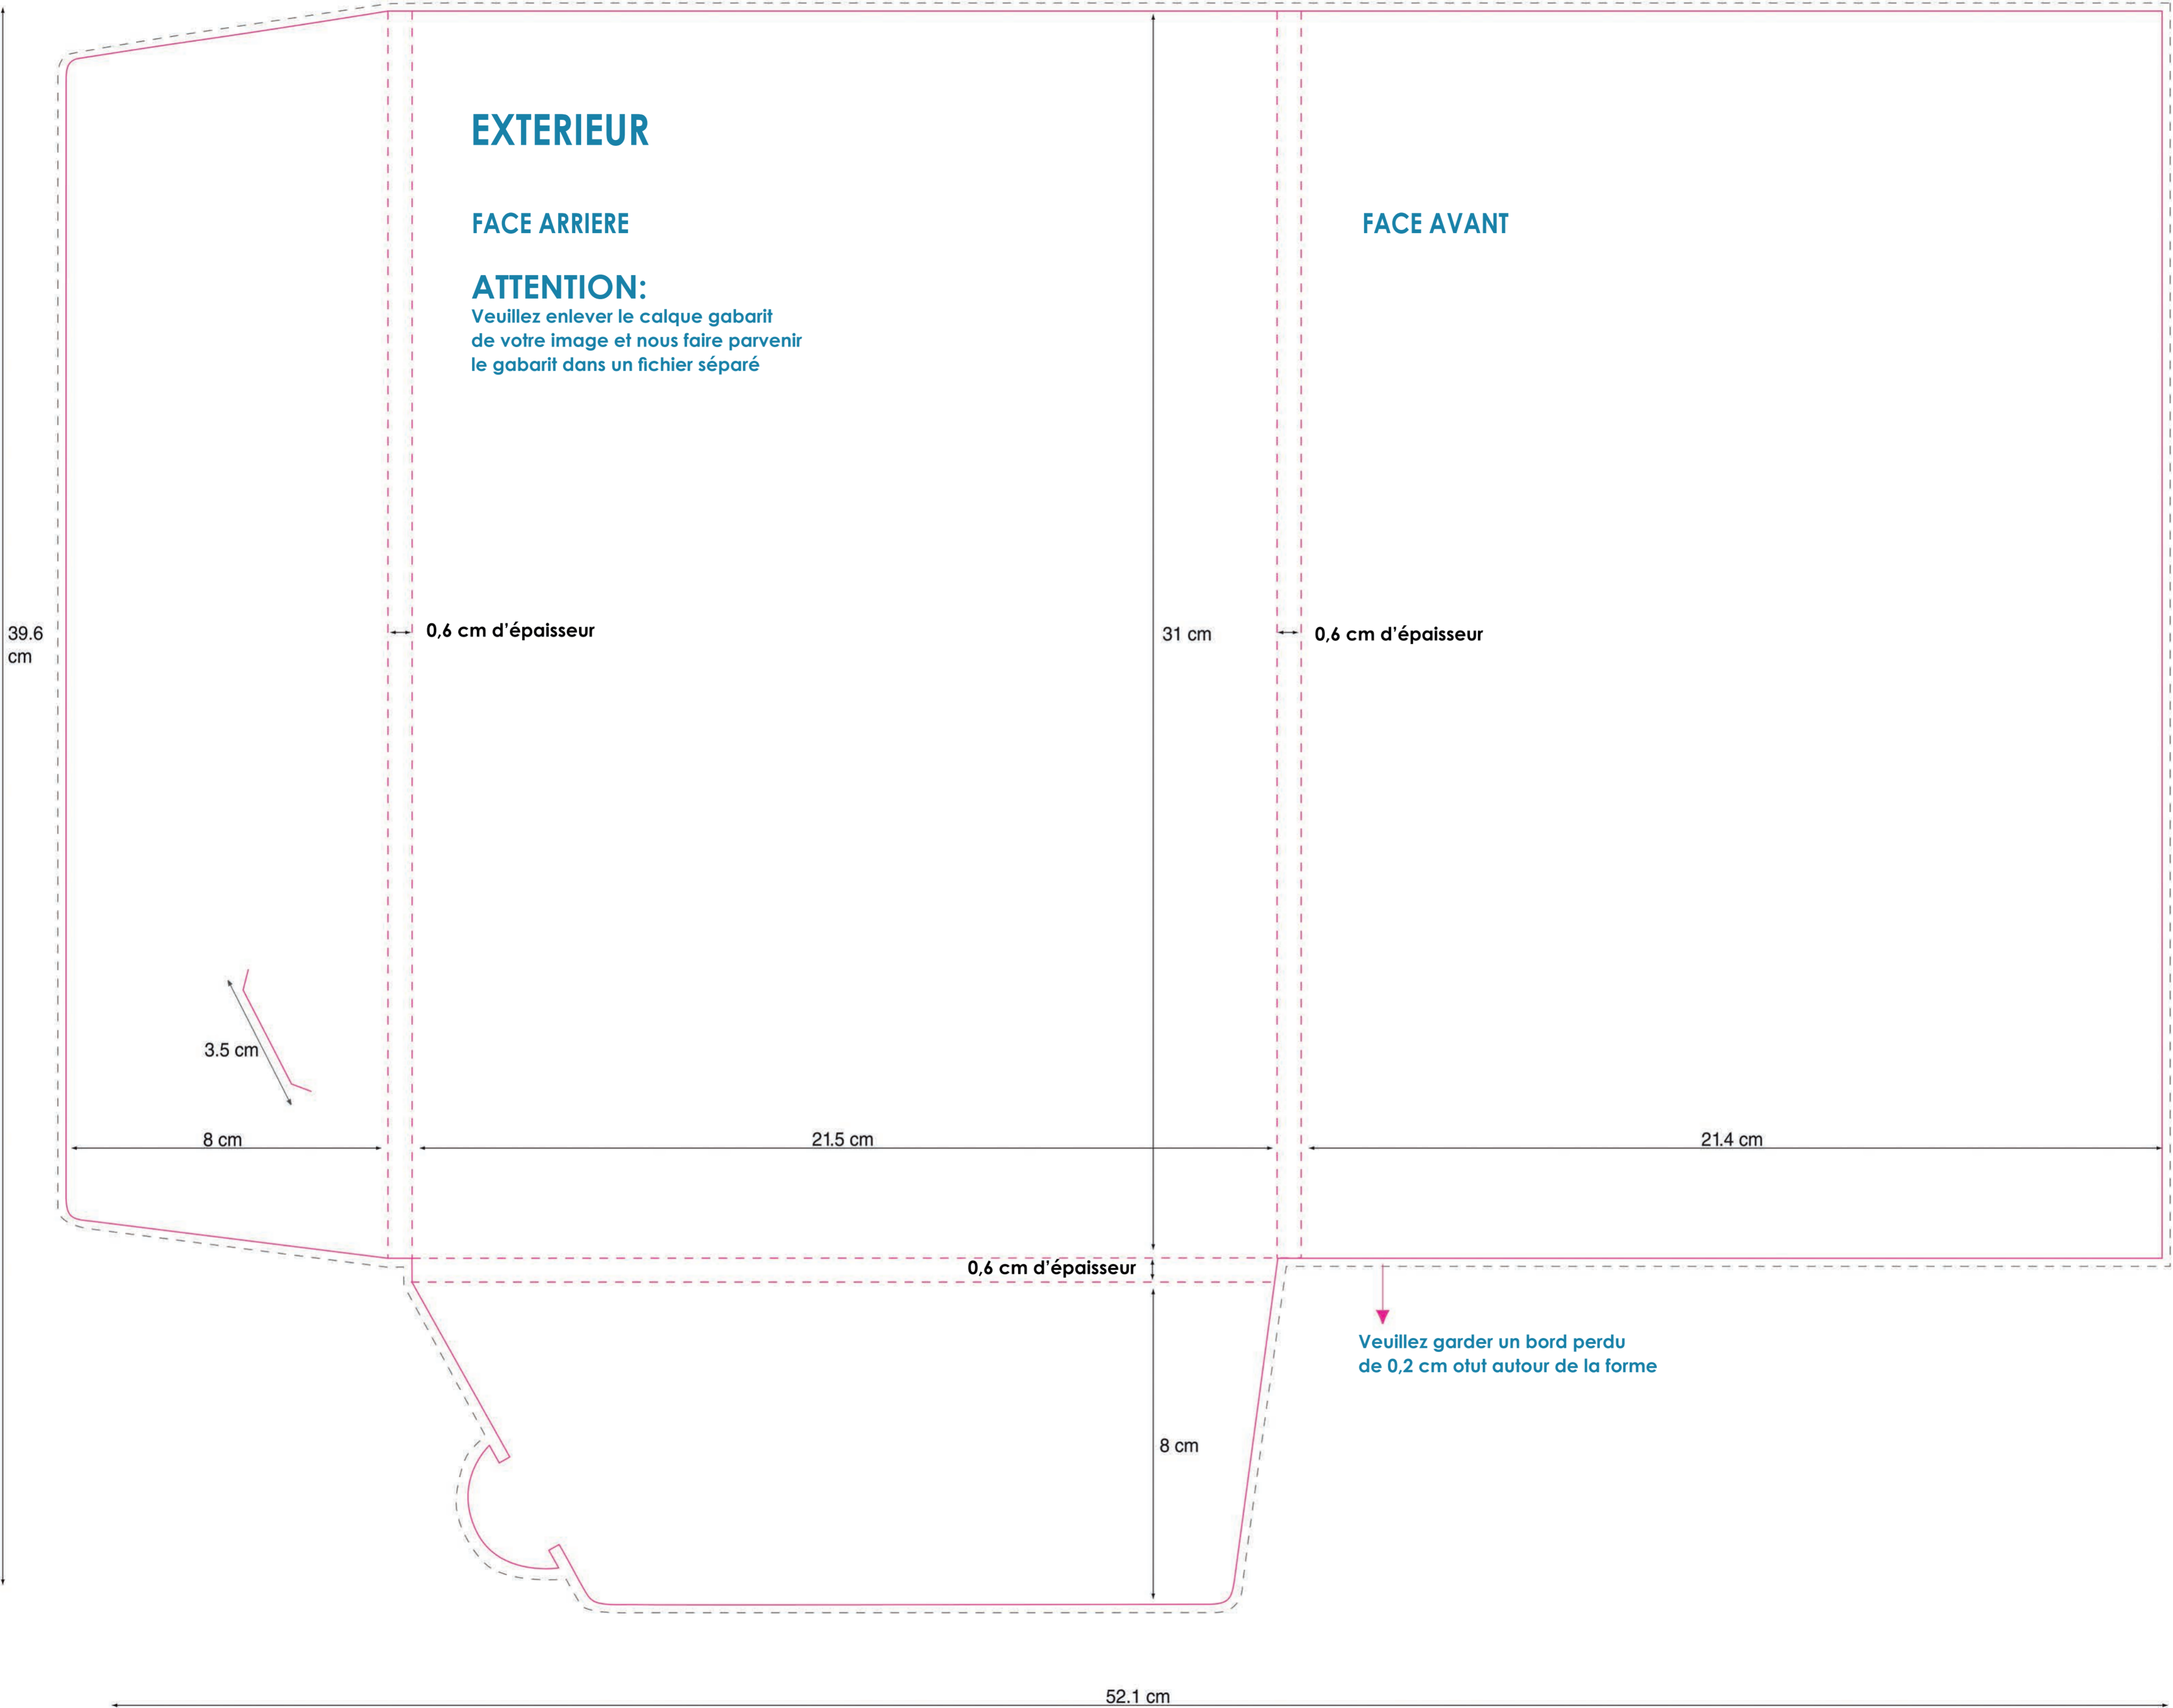 EXTERIEUR
FACE ARRIERE
FACE AVANT
ATTENTION:
Veuillez enlever le calque gabarit
de votre image et nous faire parvenir
le gabarit dans un fichier séparé
39.6
cm
0,6 cm d’épaisseur
31 cm
0,6 cm d’épaisseur
3.5 cm
8 cm
21.5 cm
21.4 cm
0,6 cm d’épaisseur
Veuillez garder un bord perdu
de 0,2 cm otut autour de la forme
8 cm
52.1 cm